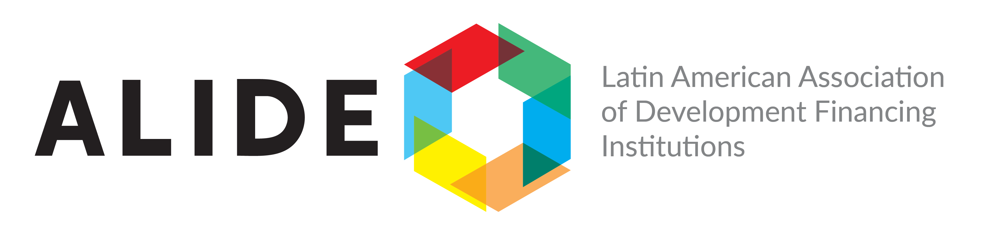 ALIDE
Latin American Association
of Development Financing
Institutions